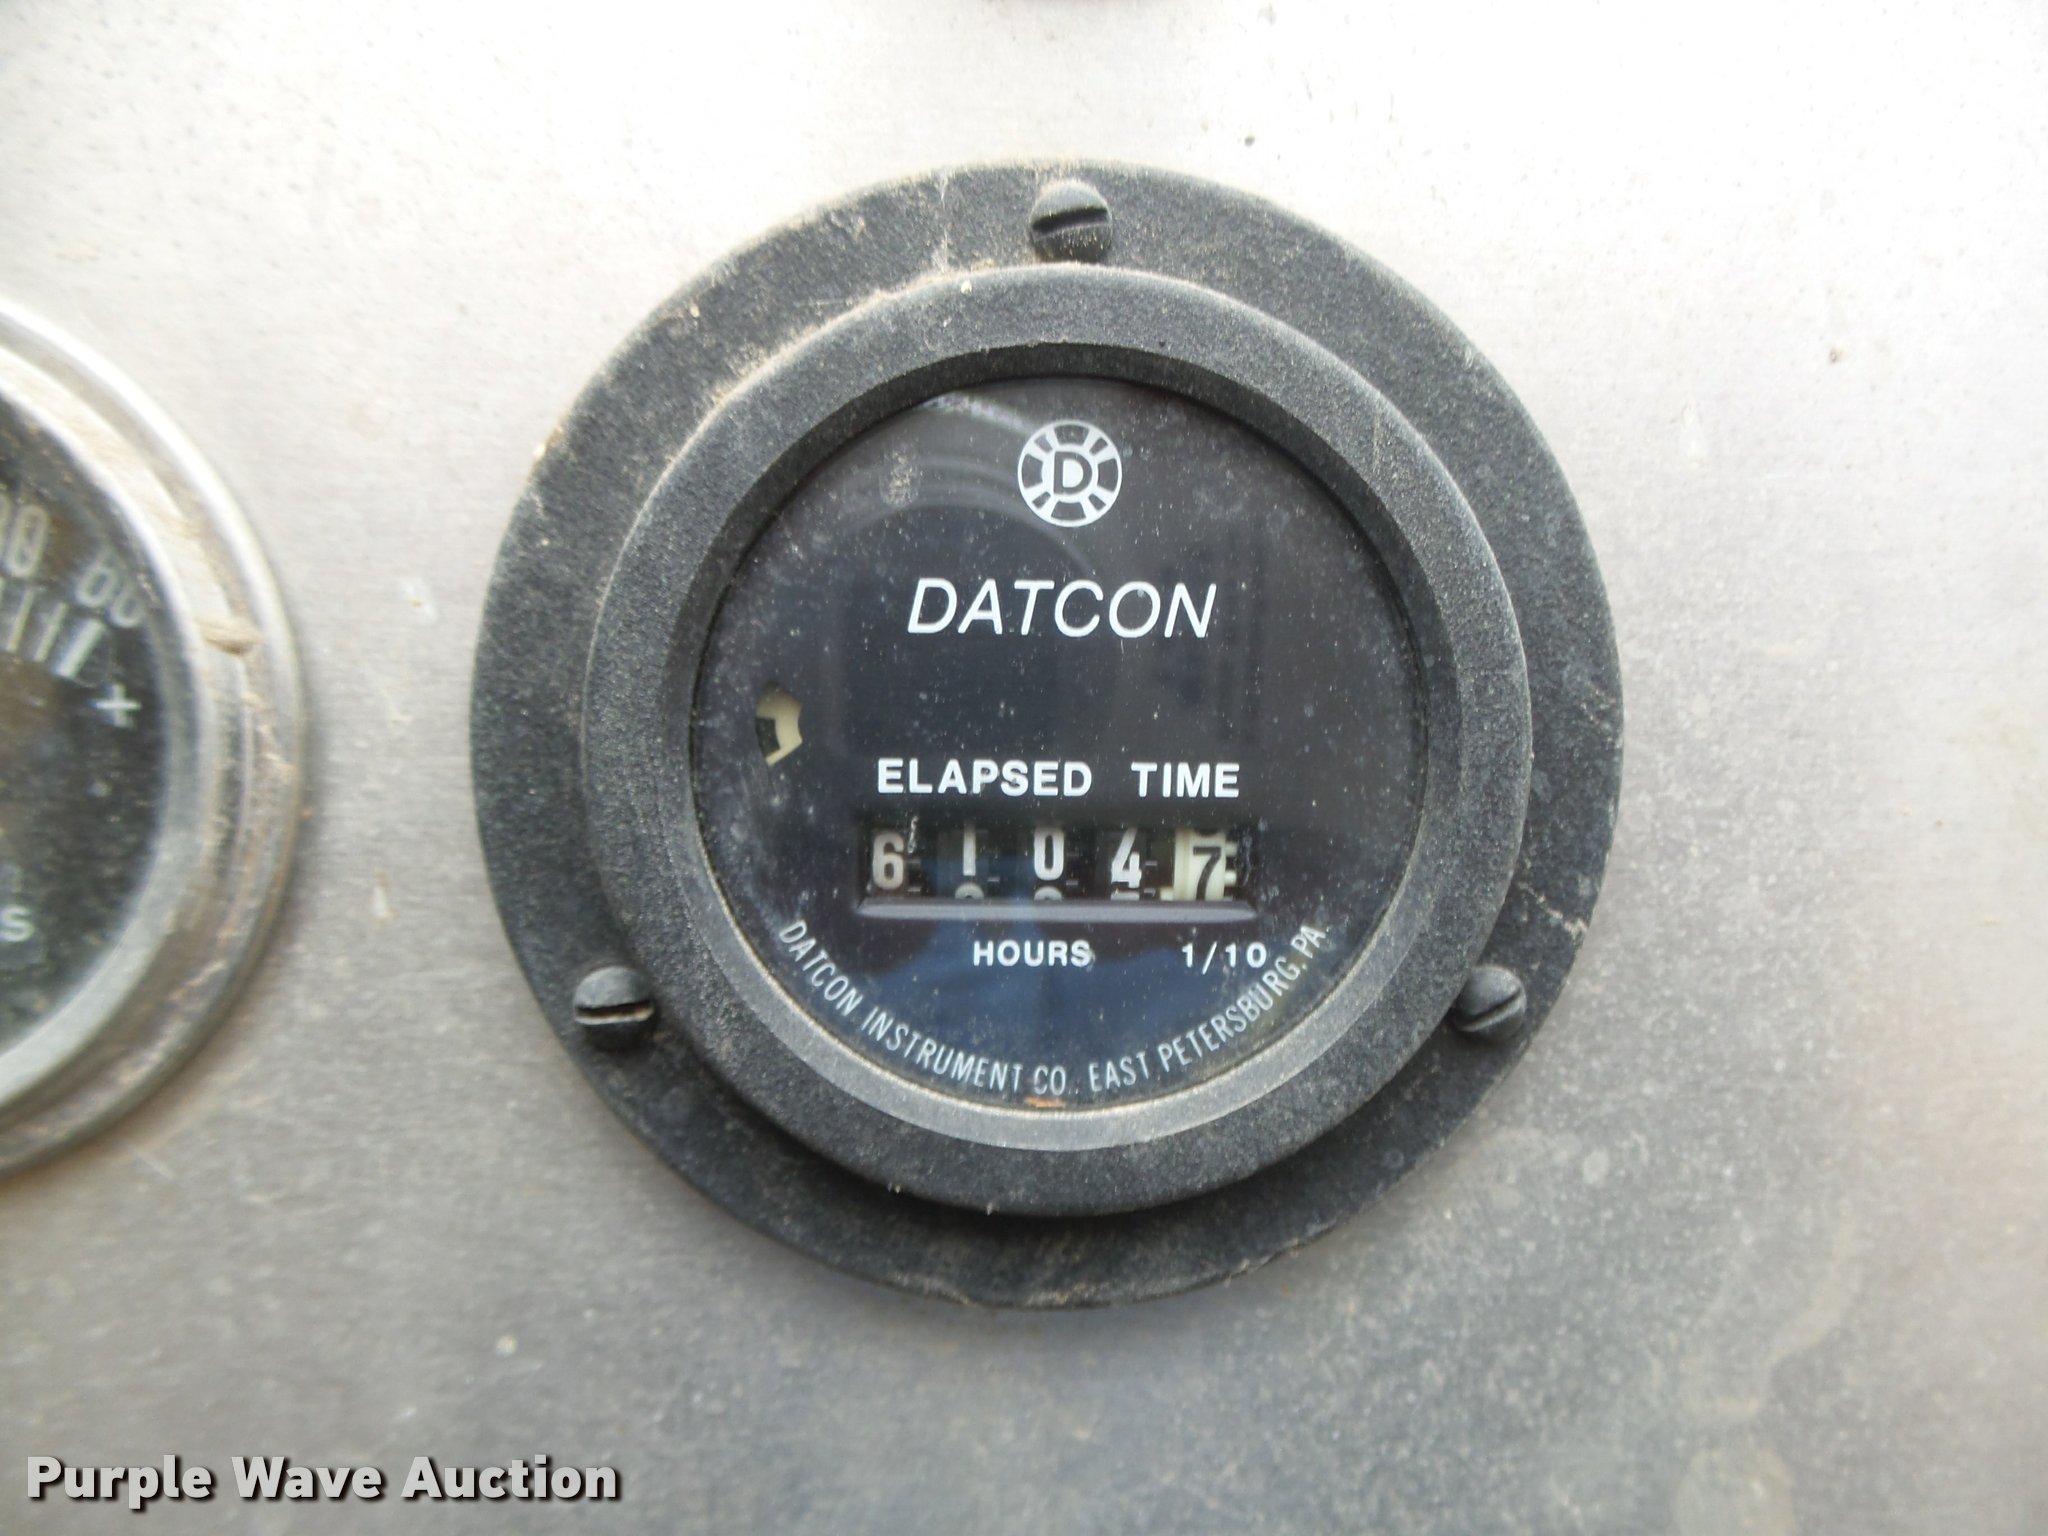 D
DATCON
ELAPSED TIME
6 1 0 4 7
HOURS 1/10
DATCON INSTRUMENT CO., EAST PETERSBURG, PA.
+
S
Purple Wave Auction